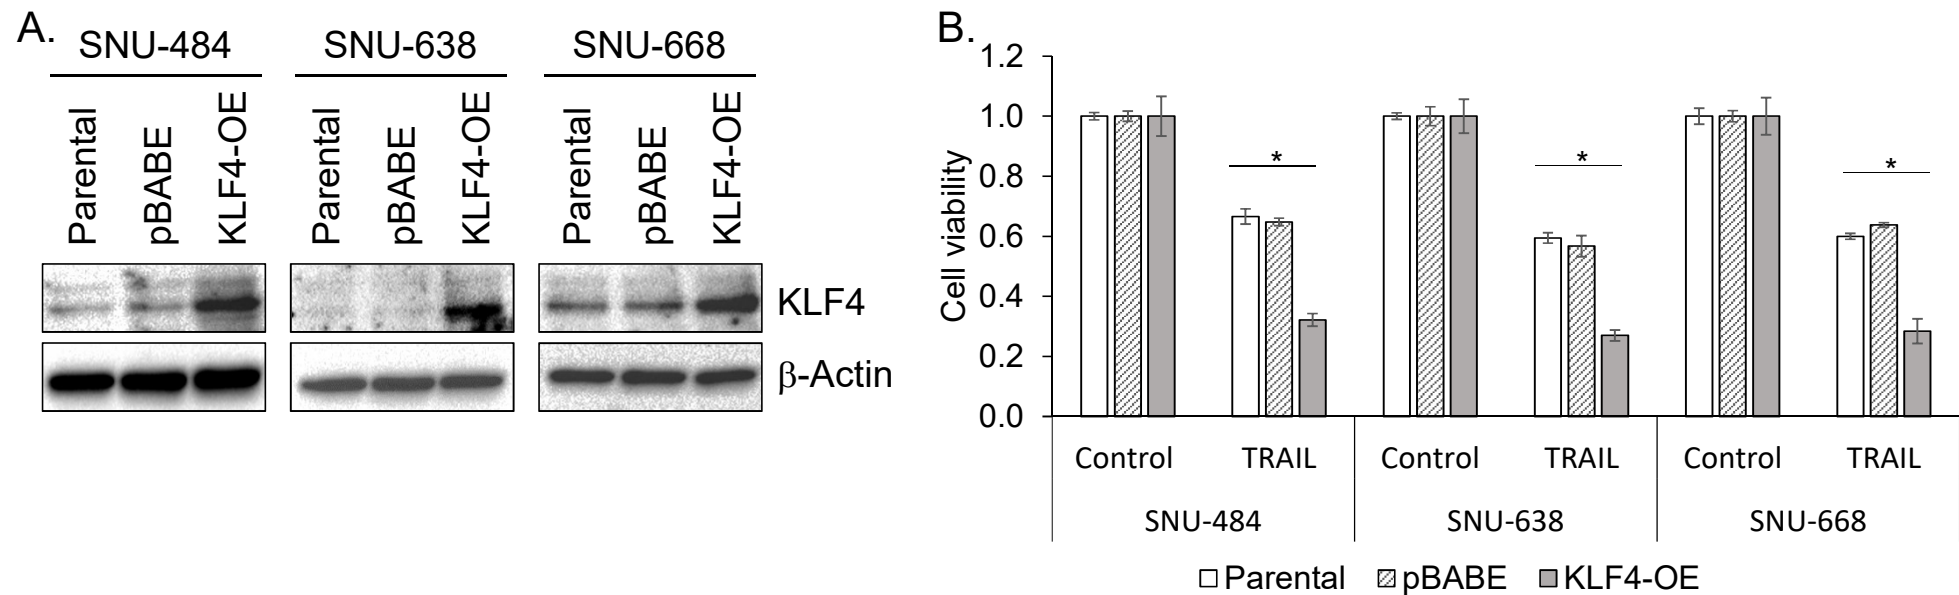 A.
SNU-484 SNU-638 SNU-668
Parental pBABE KLF4-OE Parental pBABE KLF4-OE Parental pBABE KLF4-OE
KLF4
β-Actin
B.
Cell viability
1.2
1.0
0.8
0.6
0.4
0.2
0.0
* * *
Control TRAIL Control TRAIL Control TRAIL
SNU-484 SNU-638 SNU-668
Parental pBABE KLF4-OE